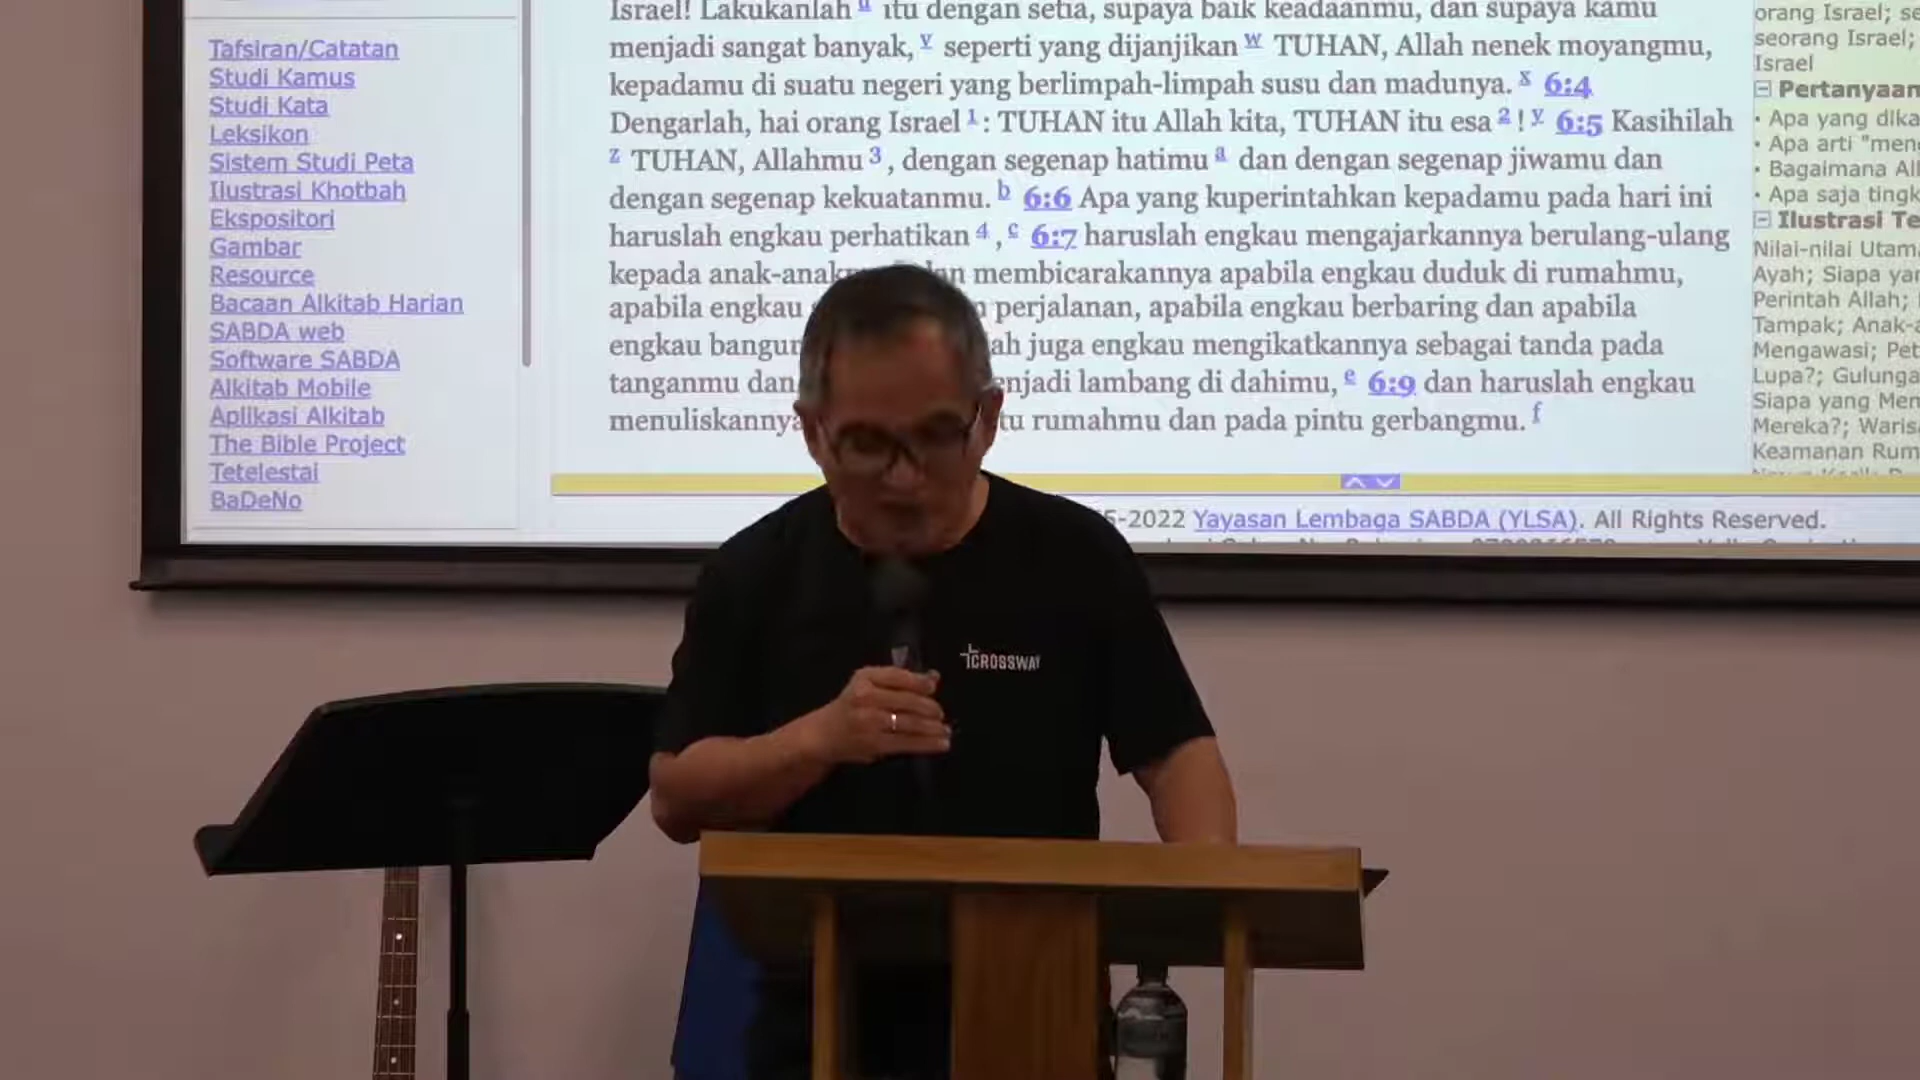 Tafsiran/Catatan
Studi Kamus
Studi Kata
Leksikon
Sistem Studi Peta
Ilustrasi Khotbah
Ekspositori
Gambar
Resource
Bacaan Alkitab Harian
SABDA web
Software SABDA
Alkitab Mobile
Aplikasi Alkitab
The Bible Project
Tetelestai
BaDeNo
Israel! Lakukanlah u itu dengan setia, supaya baik keadaanmu, dan supaya kamu
menjadi sangat banyak, v seperti yang dijanjikan w TUHAN, Allah nenek moyangmu,
kepadamu di suatu negeri yang berlimpah-limpah susu dan madunya. x 6:4
Dengarlah, hai orang Israel 1 : TUHAN itu Allah kita, TUHAN itu esa 2 ! y 6:5 Kasihilah
z TUHAN, Allahmu 3 , dengan segenap hatimu a dan dengan segenap jiwamu dan
dengan segenap kekuatanmu. b 6:6 Apa yang kuperintahkan kepadamu pada hari ini
haruslah engkau perhatikan 4 , c 6:7 haruslah engkau mengajarkannya berulang-ulang
kepada membicarakannya apabila engkau duduk di rumahmu,
apabila engkau perjalanan, apabila engkau berbaring dan apabila
engkau juga engkau mengikatkannya sebagai tanda pada
tanganmu dan lambang di dahimu, e 6:9 dan haruslah engkau
rumahmu dan pada pintu gerbangmu. f
-2022 Yayasan Lembaga SABDA (YLSA). All Rights Reserved.
orang Israel;
seorang Israel;
Israel
Pertanyaan
• Apa yang
• Apa arti
• Bagaimana
• Apa saja
Ilustrasi
Nilai-nilai
Ayah; Siapa
Perintah Allah;
Tampak;
Mengawasi;
Lupa?;
Siapa yang
Mereka?;
Keamanan
CROSSWAY